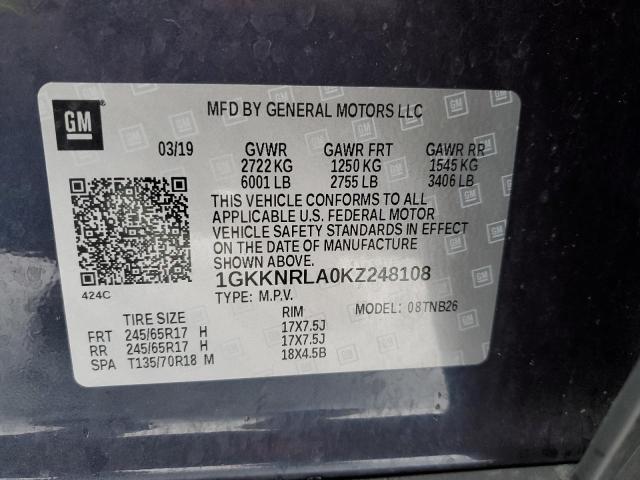 GM
MFD BY GENERAL MOTORS LLC
03/19 GVWR GAWR FRT GAWR RR
2722 KG 1250 KG 1545 KG
6001 LB 2755 LB 3406 LB
THIS VEHICLE CONFORMS TO ALL
APPLICABLE U.S. FEDERAL MOTOR
VEHICLE SAFETY STANDARDS IN EFFECT
ON THE DATE OF MANUFACTURE
SHOWN ABOVE.
1GKKNRLA0KZ248108
424C
TYPE: M.P.V. MODEL: 08TNB26
TIRE SIZE RIM
FRT 245/65R17 H 17X7.5J
RR 245/65R17 H 17X7.5J
SPA T135/70R18 M 18X4.5B